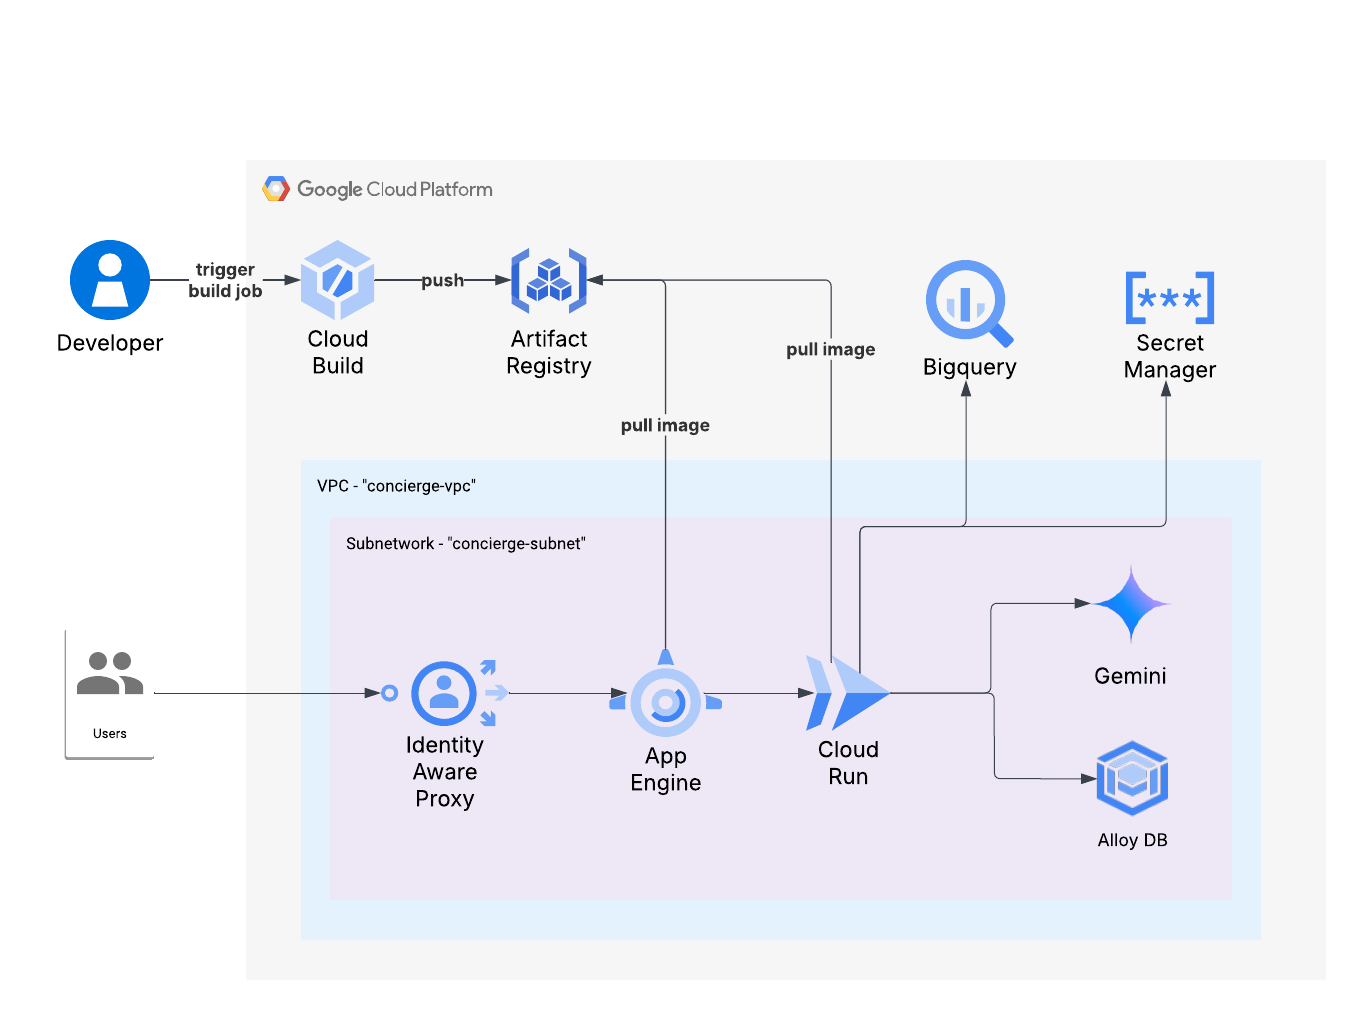 Google Cloud Platform
trigger
build job
push
Developer
Cloud
Build
Artifact
Registry
pull image
pull image
Bigquery
Secret
Manager
VPC - "concierge-vpc"
Subnetwork - "concierge-subnet"
Users
Identity
Aware
Proxy
App
Engine
Cloud
Run
Gemini
Alloy DB